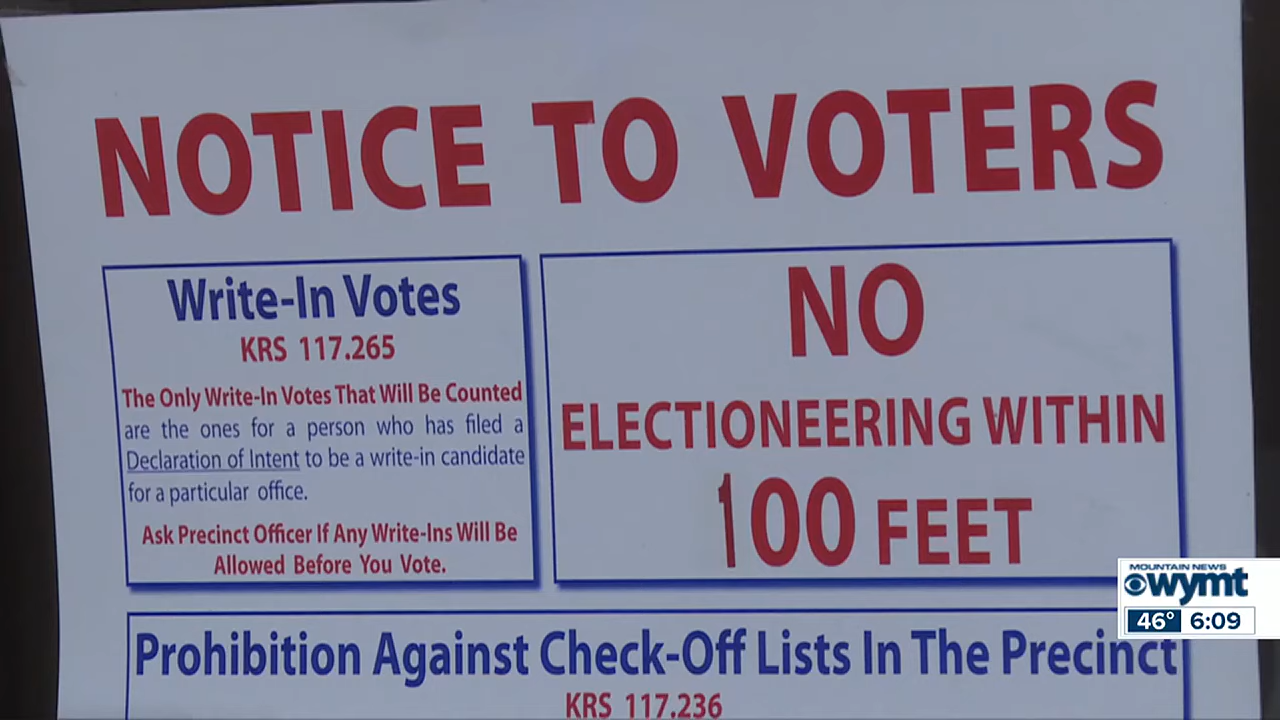 NOTICE TO VOTERS
Write-In Votes
KRS 117.265
The Only Write-In Votes That Will Be Counted
are the ones for a person who has filed a
Declaration of Intent to be a write-in candidate
for a particular office.
Ask Precinct Officer If Any Write-Ins Will Be
Allowed Before You Vote.
NO
ELECTIONEERING WITHIN
100 FEET
Prohibition Against Check-Off Lists In The Precinct
KRS 117.236
MOUNTAIN NEWS
wymt
46° 6:09